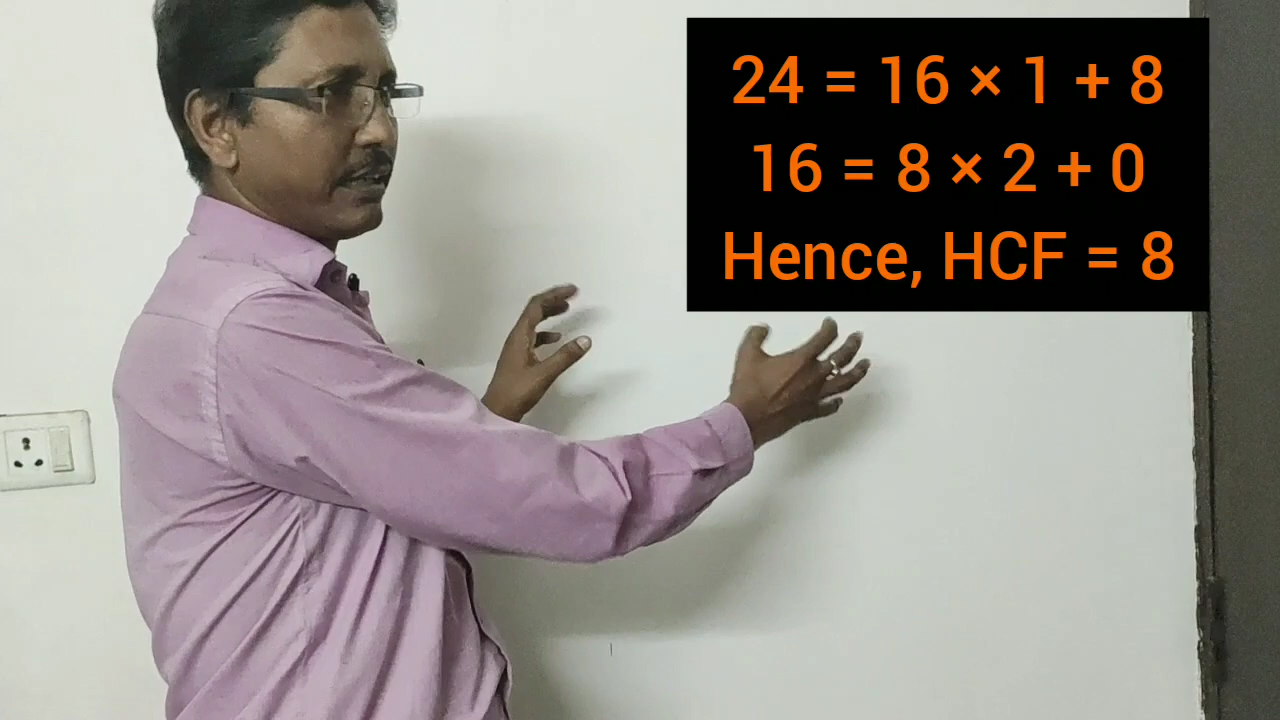 24 = 16 × 1 + 8
16 = 8 × 2 + 0
Hence, HCF = 8